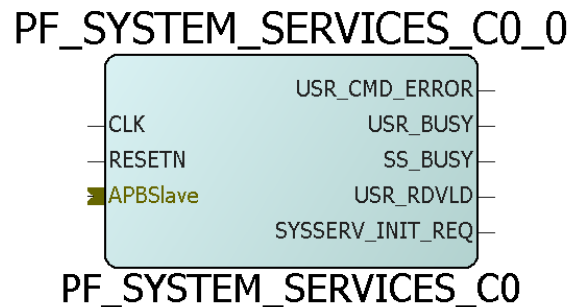 PF_SYSTEM_SERVICES_C0_0
USR_CMD_ERROR
CLK
USR_BUSY
RESETN
SS_BUSY
APBSlave
USR_RDVLD
SYSSERV_INIT_REQ
PF_SYSTEM_SERVICES_C0